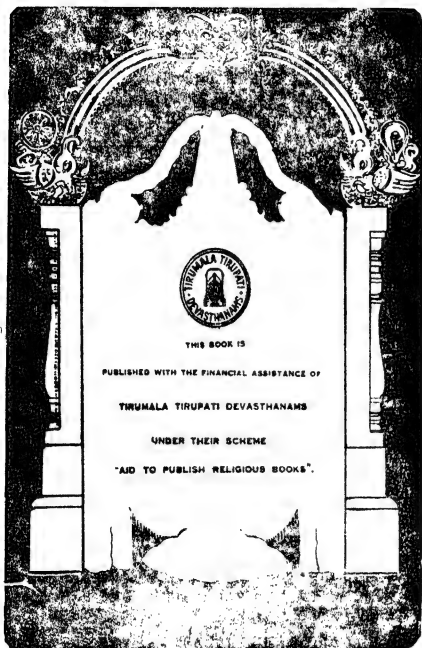 TIRUMALA TIRUPATI
DEVASTHANAMS
THIS BOOK IS
PUBLISHED WITH THE FINANCIAL ASSISTANCE OF
TIRUMALA TIRUPATI DEVASTHANAMS
UNDER THEIR SCHEME
"AID TO PUBLISH RELIGIOUS BOOKS".